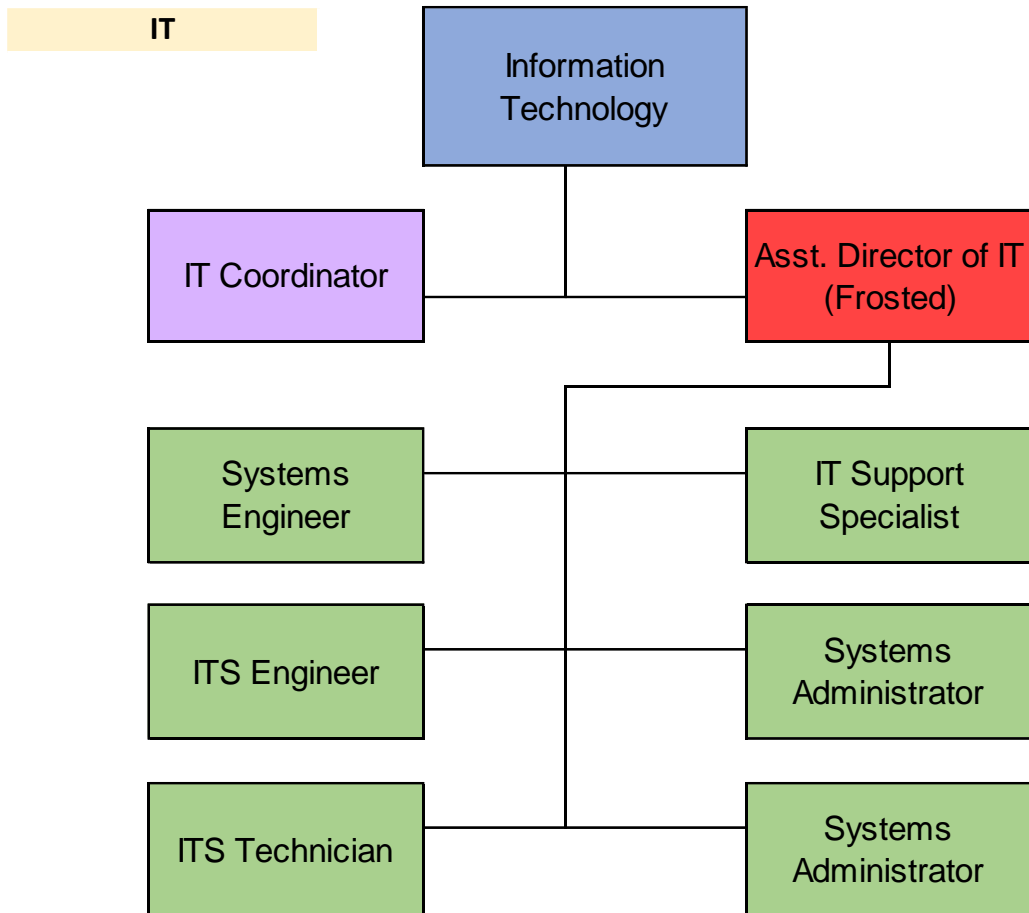 IT
Information
Technology
IT Coordinator
Asst. Director of IT
(Frosted)
Systems
Engineer
IT Support
Specialist
ITS Engineer
Systems
Administrator
ITS Technician
Systems
Administrator